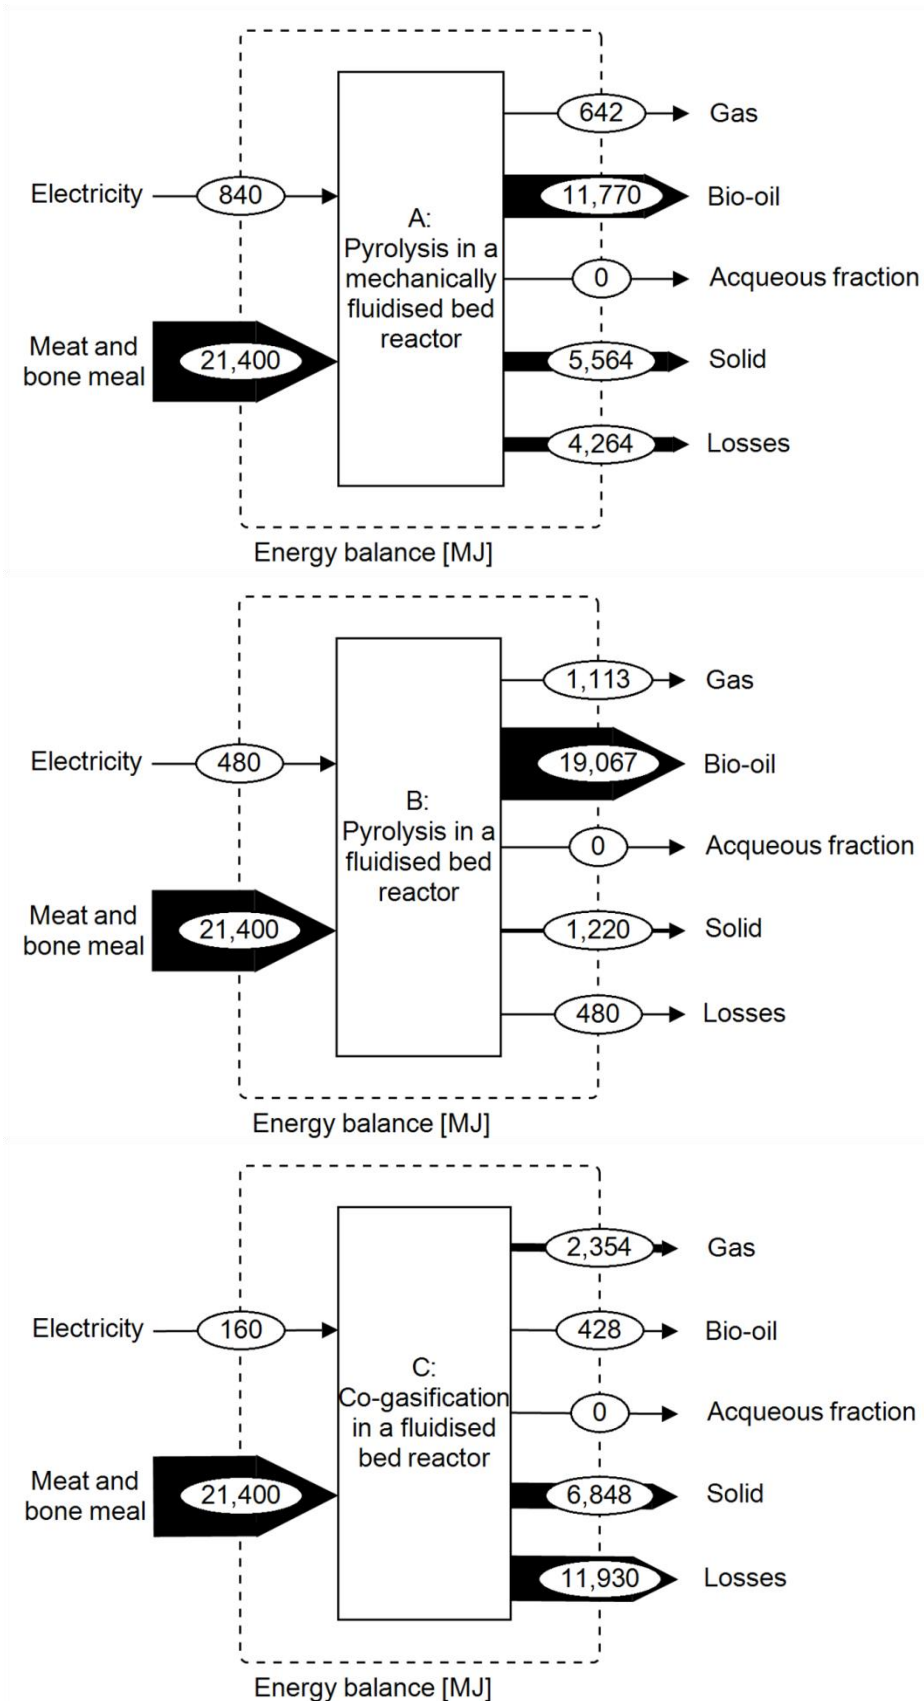 642
Gas
Electricity
840
11,770
Bio-oil
A:
Pyrolysis in a
mechanically
fluidised bed
reactor
0
Acqueous fraction
Meat and
bone meal
21,400
5,564
Solid
4,264
Losses
Energy balance [MJ]
1,113
Gas
Electricity
480
19,067
Bio-oil
B:
Pyrolysis in a
fluidised bed
reactor
0
Acqueous fraction
Meat and
bone meal
21,400
1,220
Solid
480
Losses
Energy balance [MJ]
2,354
Gas
Electricity
160
428
Bio-oil
C:
Co-gasification
in a fluidised
bed reactor
0
Acqueous fraction
Meat and
bone meal
21,400
6,848
Solid
11,930
Losses
Energy balance [MJ]